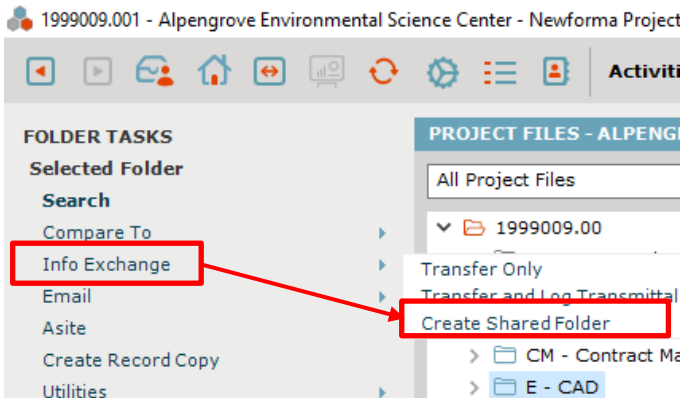 1999009.001 - Alpengrove Environmental Science Center - Newforma Project
Activiti
FOLDER TASKS
Selected Folder
Search
Compare To
Info Exchange
Email
Asite
Create Record Copy
Utilities
PROJECT FILES - ALPENG
All Project Files
1999009.00
Transfer Only
Transfer and Log Transmittal
Create Shared Folder
CM - Contract Ma
E - CAD